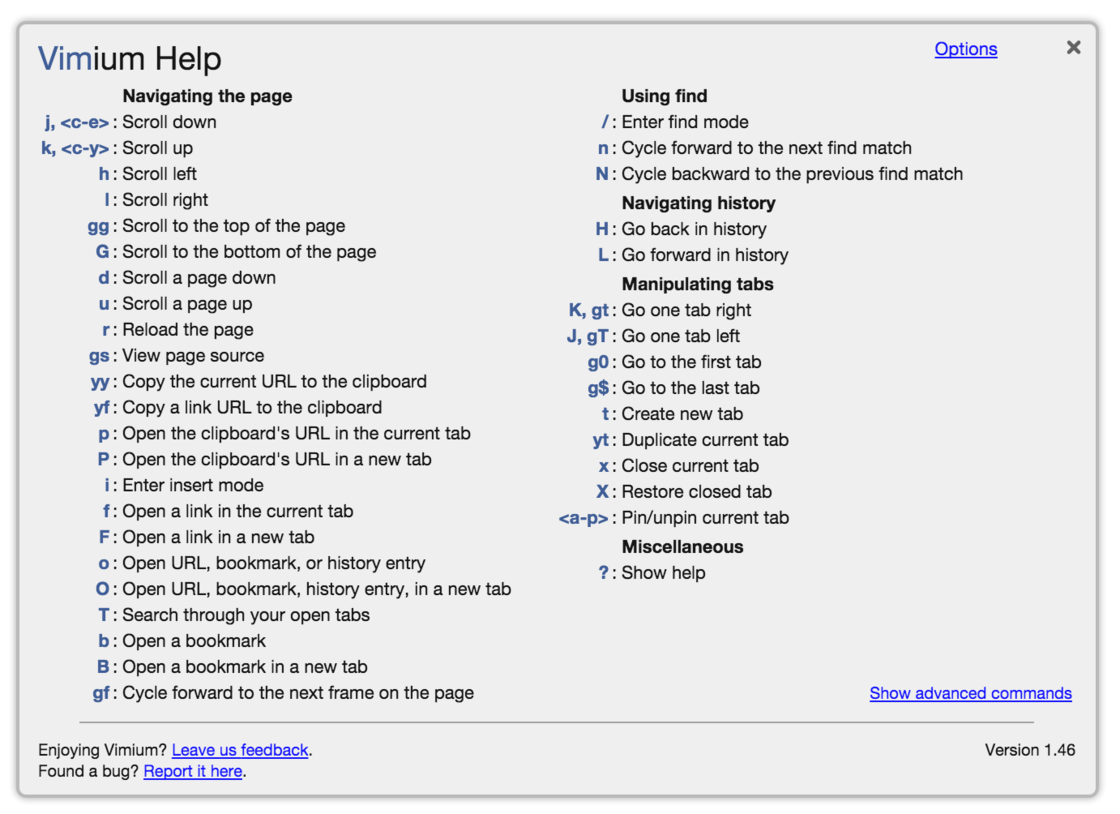 Vimium Help
Options
Navigating the page
j, <c-e> : Scroll down
k, <c-y> : Scroll up
h : Scroll left
l : Scroll right
gg : Scroll to the top of the page
G : Scroll to the bottom of the page
d : Scroll a page down
u : Scroll a page up
r : Reload the page
gs : View page source
yy : Copy the current URL to the clipboard
yf : Copy a link URL to the clipboard
p : Open the clipboard's URL in the current tab
P : Open the clipboard's URL in a new tab
i : Enter insert mode
f : Open a link in the current tab
F : Open a link in a new tab
o : Open URL, bookmark, or history entry
O : Open URL, bookmark, history entry, in a new tab
T : Search through your open tabs
b : Open a bookmark
B : Open a bookmark in a new tab
gf : Cycle forward to the next frame on the page
Using find
/ : Enter find mode
n : Cycle forward to the next find match
N : Cycle backward to the previous find match
Navigating history
H : Go back in history
L : Go forward in history
Manipulating tabs
K, gt : Go one tab right
J, gT : Go one tab left
g0 : Go to the first tab
g$ : Go to the last tab
t : Create new tab
yt : Duplicate current tab
x : Close current tab
X : Restore closed tab
<a-p> : Pin/unpin current tab
Miscellaneous
? : Show help
Show advanced commands
Enjoying Vimium? Leave us feedback.
Found a bug? Report it here.
Version 1.46